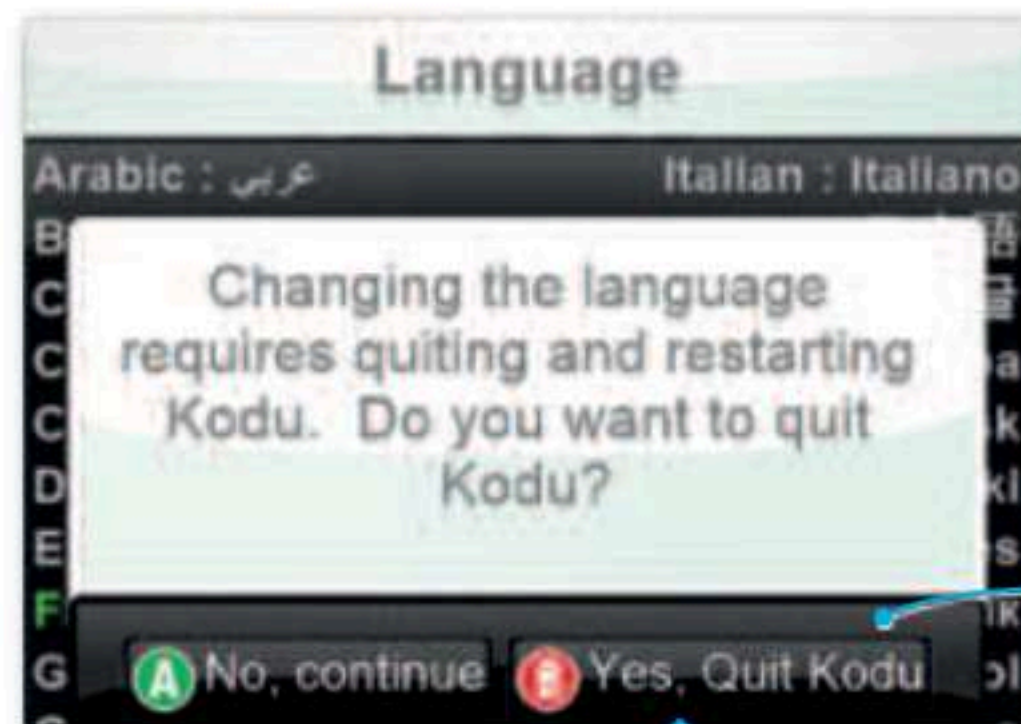 Language
Arabic : عربي
Italian : Italiano
B
C
C
C
D
E
F
G
Changing the language
requires quiting and restarting
Kodu. Do you want to quit
Kodu?
A No, continue
B Yes, Quit Kodu